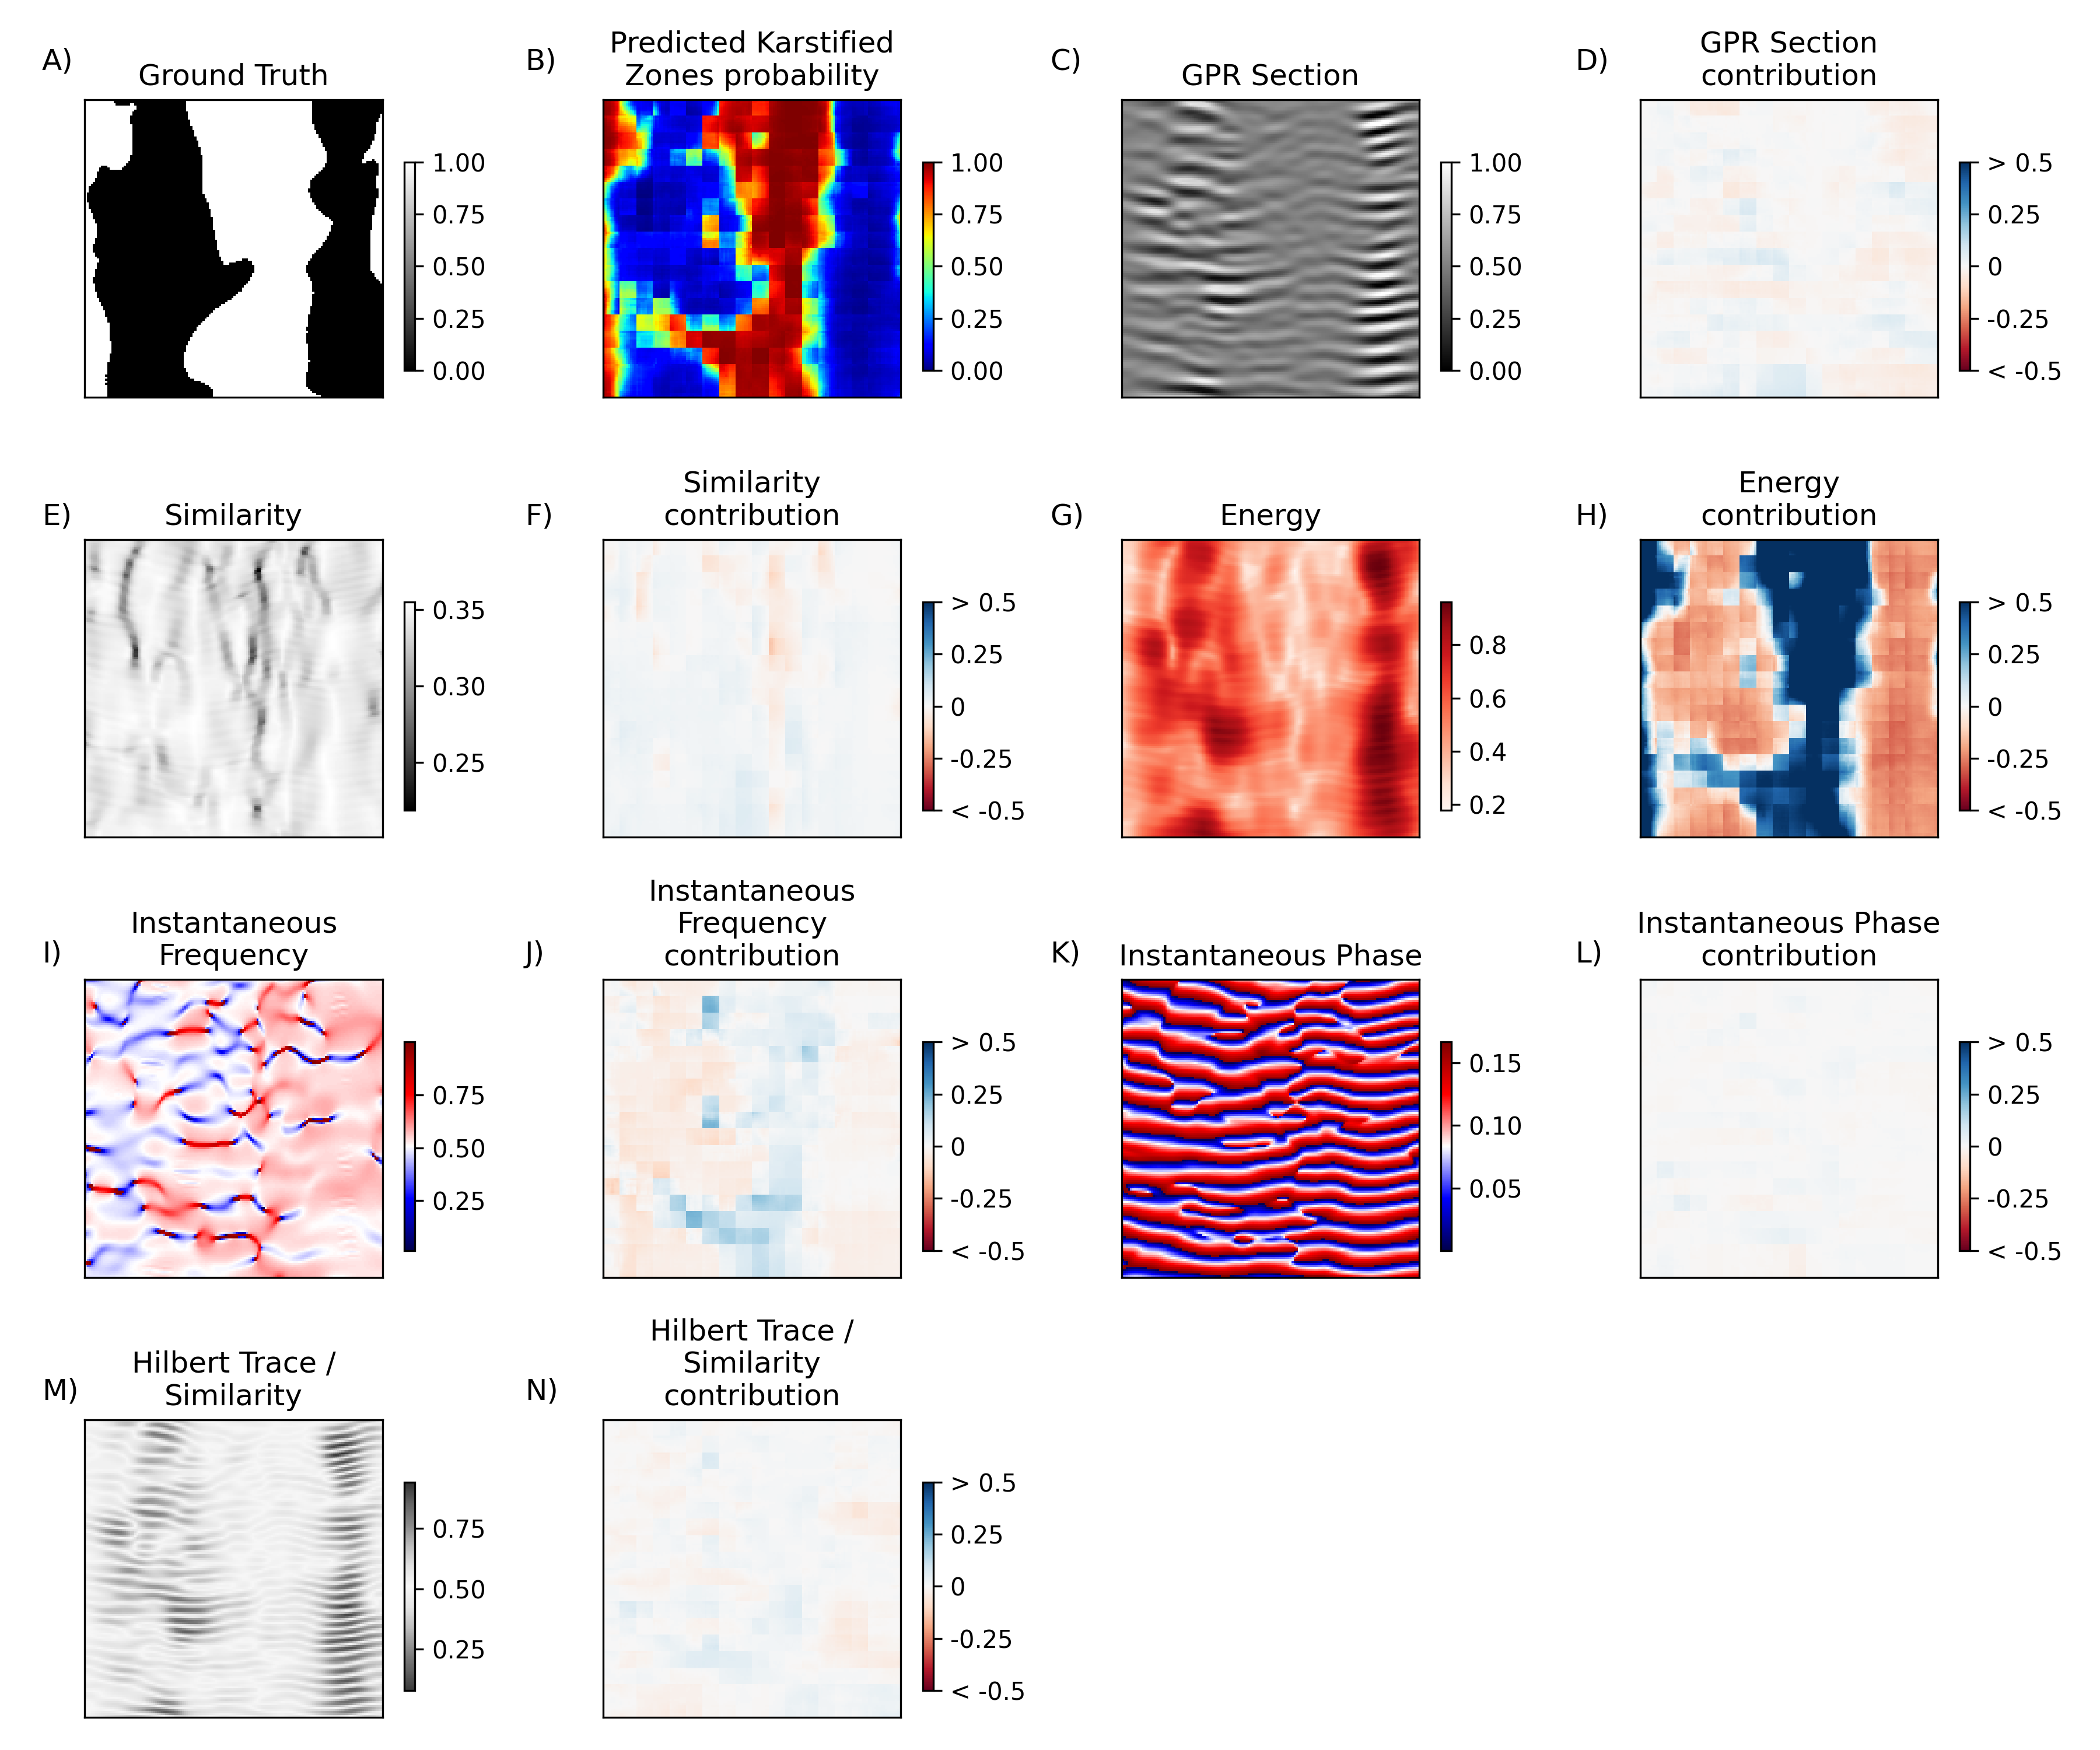 A)
Ground Truth
1.00
0.75
0.50
0.25
0.00
B)
Predicted Karstified
Zones probability
1.00
0.75
0.50
0.25
0.00
C)
GPR Section
1.00
0.75
0.50
0.25
0.00
D)
GPR Section
contribution
> 0.5
0.25
0
-0.25
< -0.5
E)
Similarity
0.35
0.30
0.25
F)
Similarity
contribution
> 0.5
0.25
0
-0.25
< -0.5
G)
Energy
0.8
0.6
0.4
0.2
H)
Energy
contribution
> 0.5
0.25
0
-0.25
< -0.5
I)
Instantaneous
Frequency
0.75
0.50
0.25
J)
Instantaneous
Frequency
contribution
> 0.5
0.25
0
-0.25
< -0.5
K)
Instantaneous Phase
0.15
0.10
0.05
L)
Instantaneous Phase
contribution
> 0.5
0.25
0
-0.25
< -0.5
M)
Hilbert Trace /
Similarity
0.75
0.50
0.25
N)
Hilbert Trace /
Similarity
contribution
> 0.5
0.25
0
-0.25
< -0.5